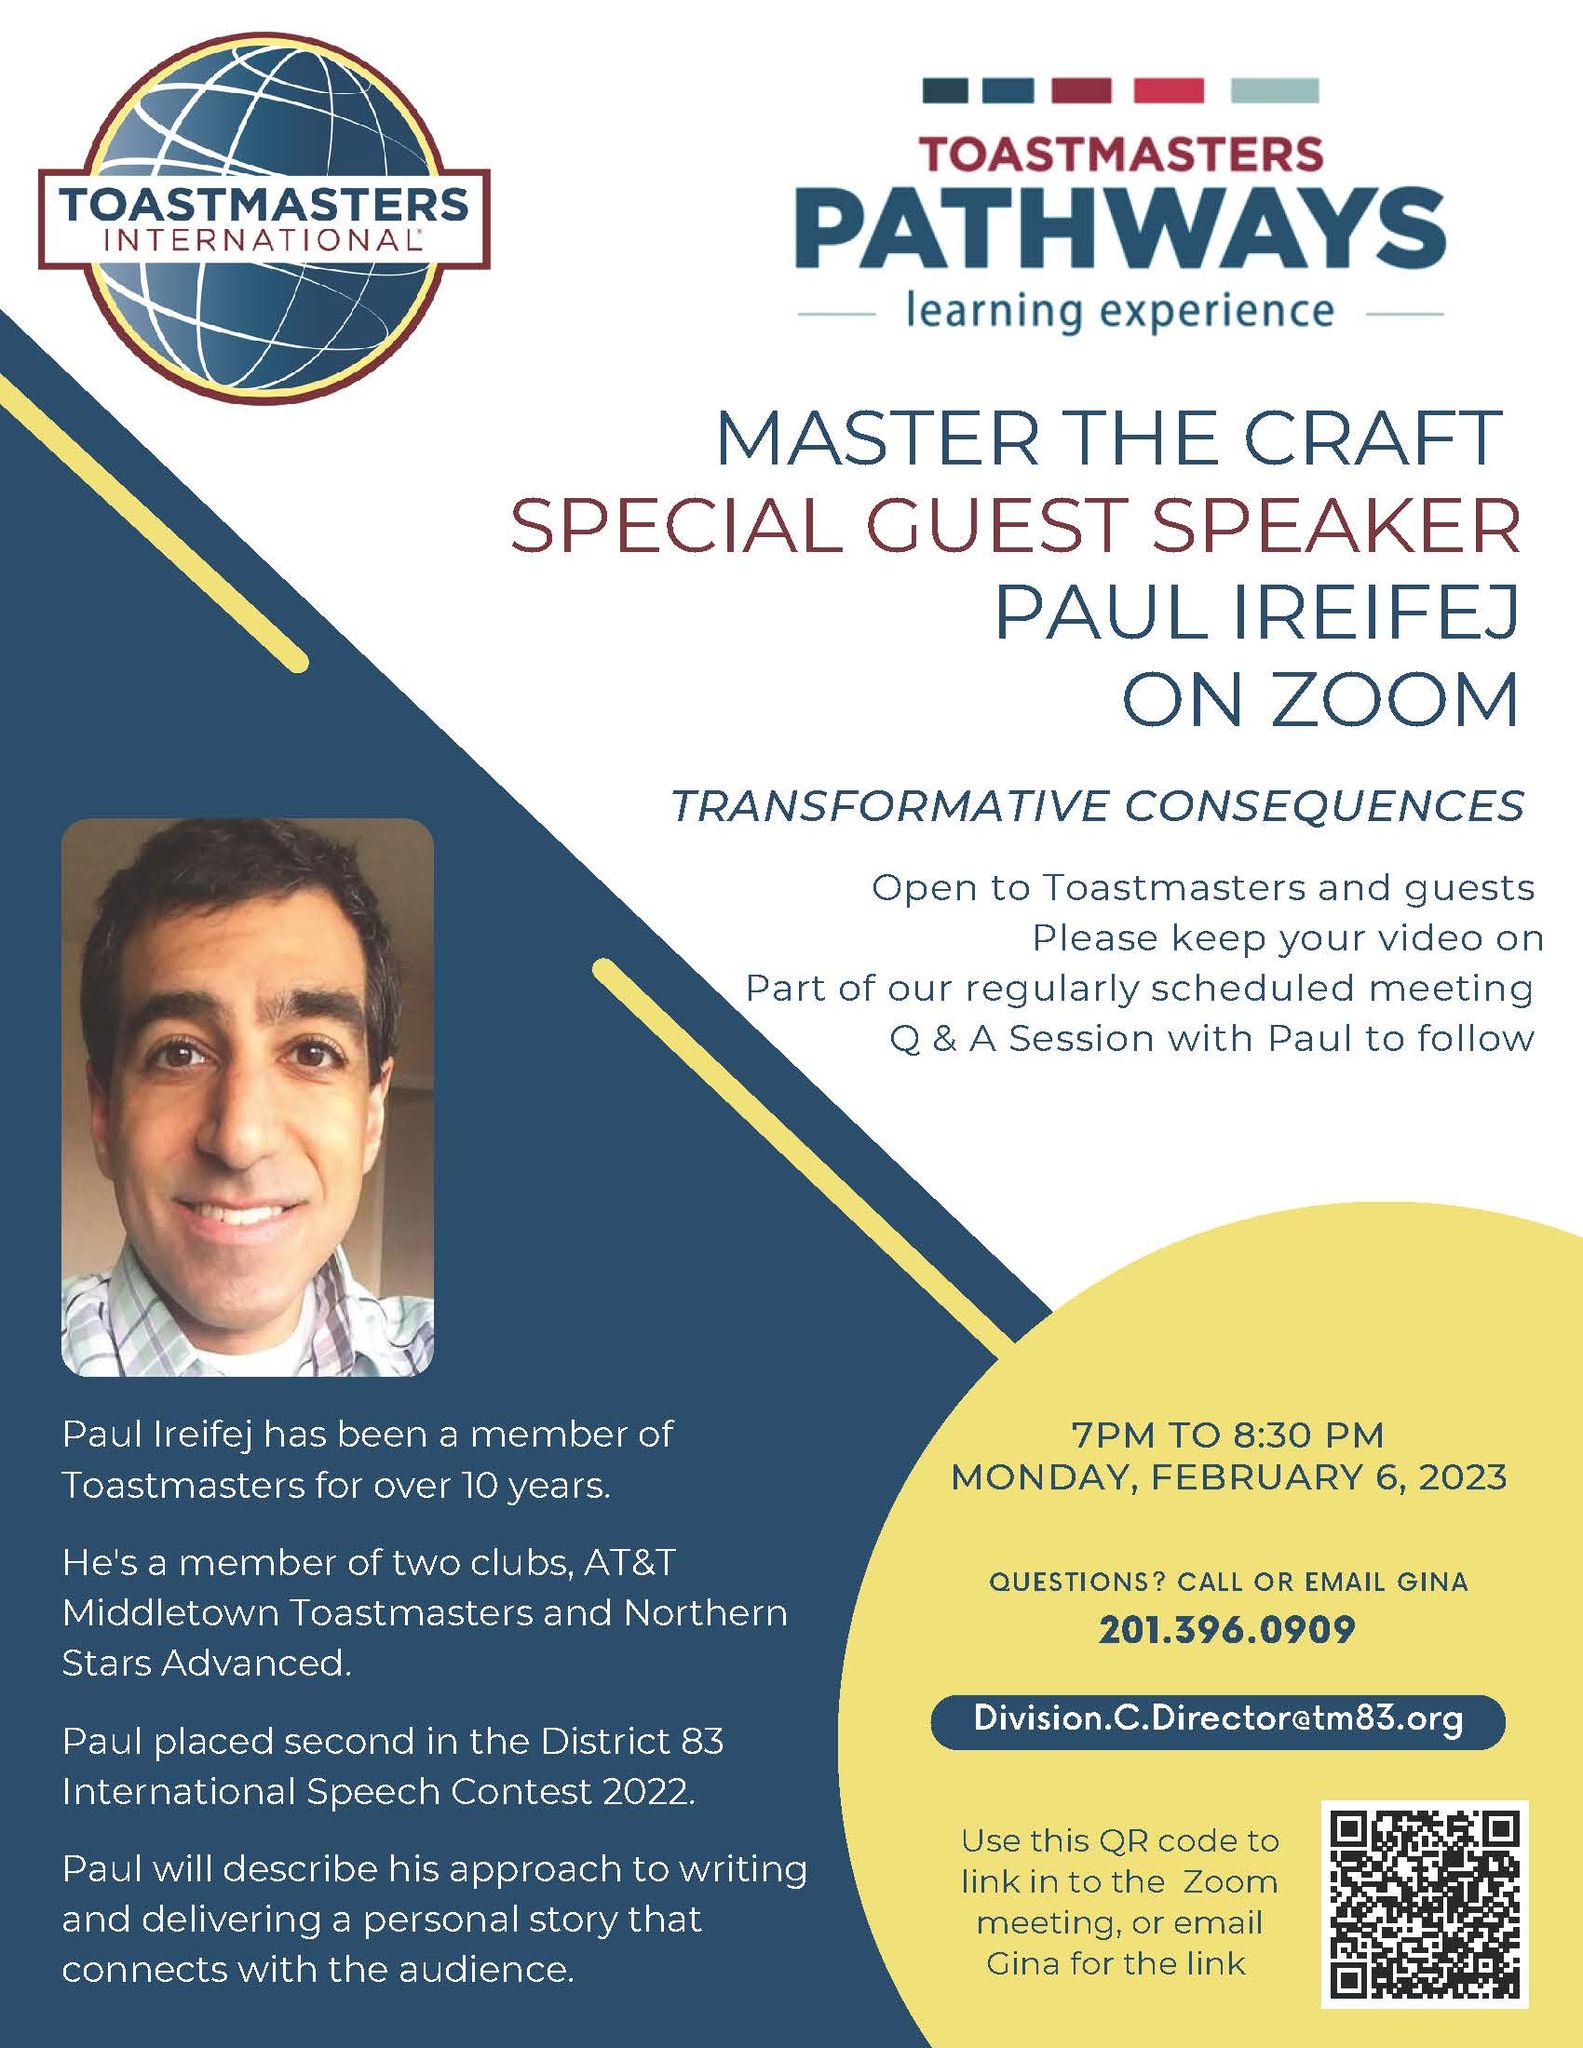 TOASTMASTERS
INTERNATIONAL
TOASTMASTERS
PATHWAYS
learning experience
MASTER THE CRAFT
SPECIAL GUEST SPEAKER
PAUL IREIFEJ
ON ZOOM
TRANSFORMATIVE CONSEQUENCES
Open to Toastmasters and guests
Please keep your video on
Part of our regularly scheduled meeting
Q & A Session with Paul to follow
Paul Ireifej has been a member of
Toastmasters for over 10 years.
He's a member of two clubs, AT&T
Middletown Toastmasters and Northern
Stars Advanced.
Paul placed second in the District 83
International Speech Contest 2022.
Paul will describe his approach to writing
and delivering a personal story that
connects with the audience.
7PM TO 8:30 PM
MONDAY, FEBRUARY 6, 2023
QUESTIONS? CALL OR EMAIL GINA
201.396.0909
Division.C.Director@tm83.org
Use this QR code to
link in to the Zoom
meeting, or email
Gina for the link